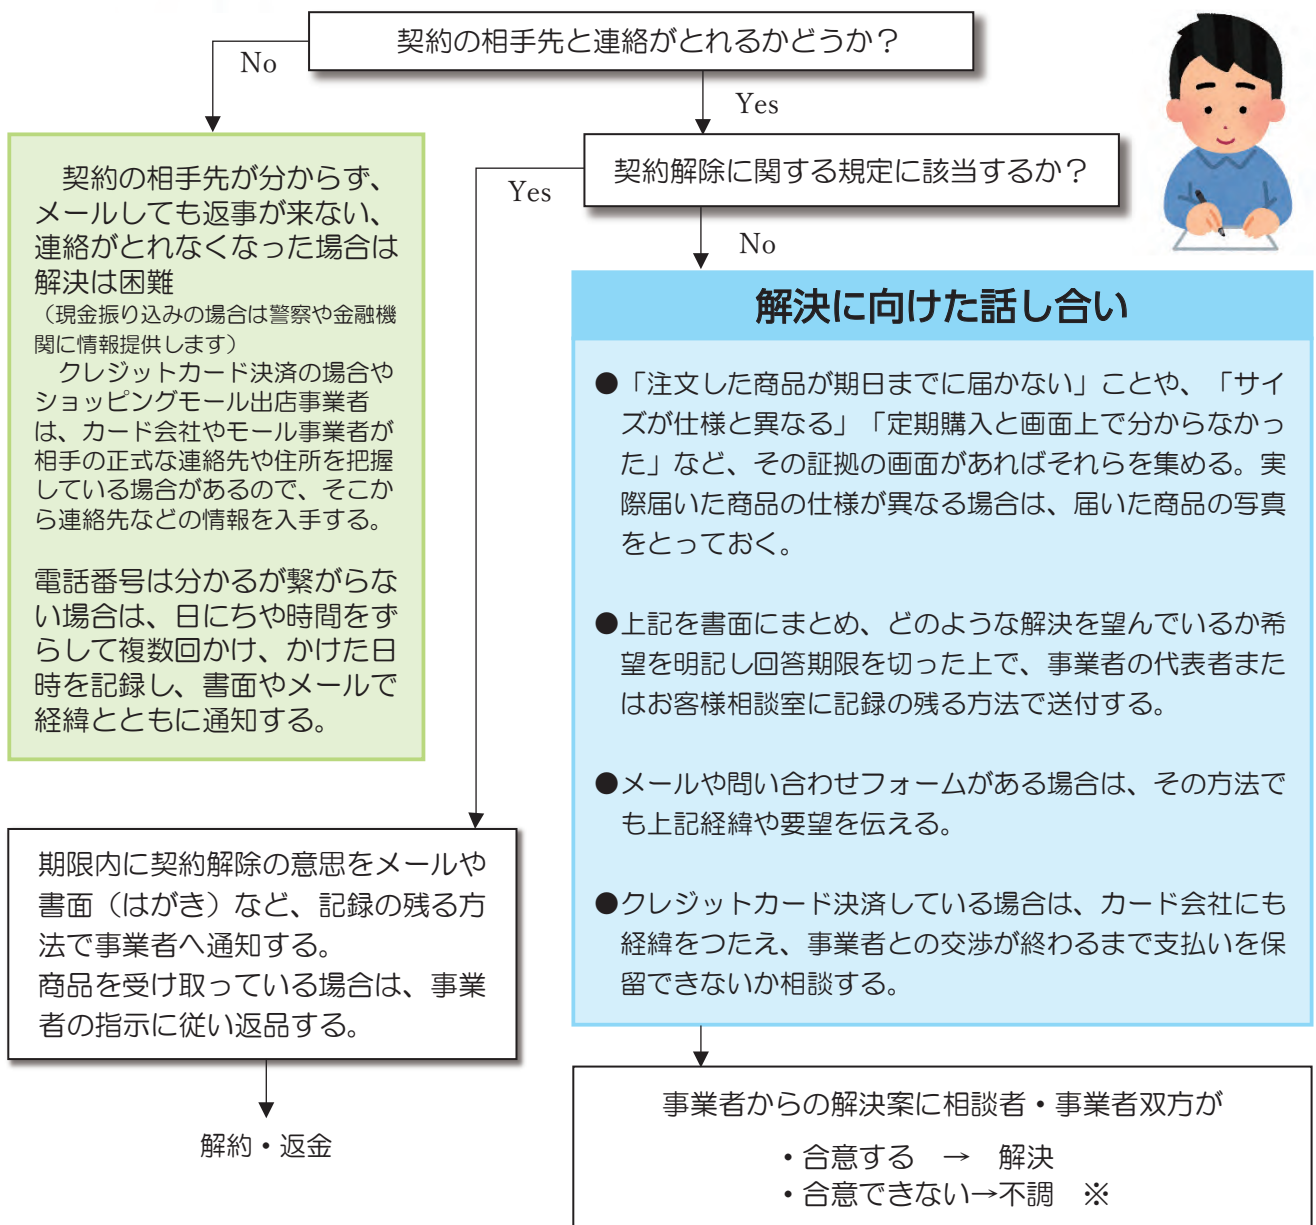 契約の相手先と連絡がとれるかどうか？
No
Yes
契約の相手先が分からず、
メールしても返事が来ない、
連絡がとれなくなった場合は
解決は困難
（現金振り込みの場合は警察や金融機
関に情報提供します）
クレジットカード決済の場合や
ショッピングモール出店事業者
は、カード会社やモール事業者が
相手の正式な連絡先や住所を把握
している場合があるので、そこか
ら連絡先などの情報を入手する。
電話番号は分かるが繋がらな
い場合は、日にちや時間をず
らして複数回かけ、かけた日
時を記録し、書面やメールで
経緯とともに通知する。
契約解除に関する規定に該当するか？
Yes
No
解決に向けた話し合い
●「注文した商品が期日までに届かない」ことや、「サイ
ズが仕様と異なる」「定期購入と画面上で分からなかっ
た」など、その証拠の画面があればそれらを集める。実
際届いた商品の仕様が異なる場合は、届いた商品の写真
をとっておく。
●上記を書面にまとめ、どのような解決を望んでいるか希
望を明記し回答期限を切った上で、事業者の代表者また
はお客様相談室に記録の残る方法で送付する。
●メールや問い合わせフォームがある場合は、その方法で
も上記経緯や要望を伝える。
●クレジットカード決済している場合は、カード会社にも
経緯をつたえ、事業者との交渉が終わるまで支払いを保
留できないか相談する。
期限内に契約解除の意思をメールや
書面（はがき）など、記録の残る方
法で事業者へ通知する。
商品を受け取っている場合は、事業
者の指示に従い返品する。
解約・返金
事業者からの解決案に相談者・事業者双方が
・合意する　→　解決
・合意できない→不調　※